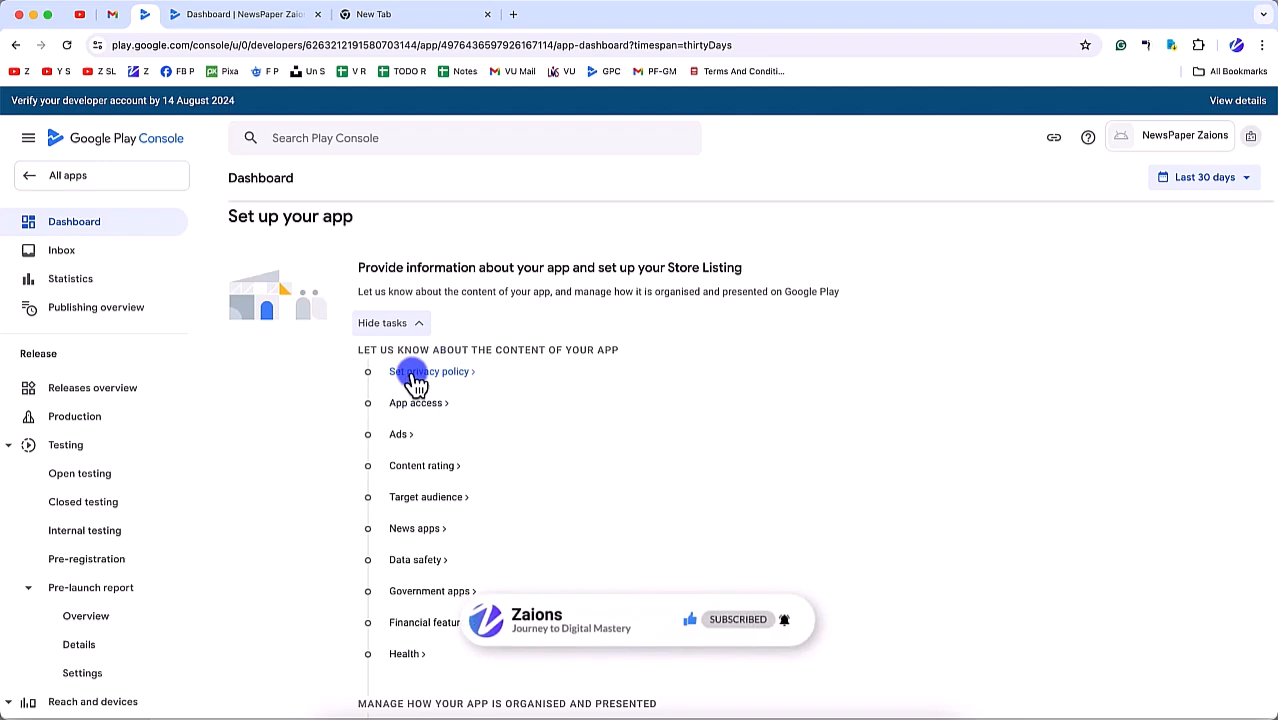 Dashboard | NewsPaper Zaion
New Tab
play.google.com/console/u/0/developers/6263212191580703144/app/4976436597926167114/app-dashboard?timespan=thirtyDays
Z
Y S
Z SL
Z
FB P
Pixa
F P
Un S
V R
TODO R
Notes
VU Mail
VU
GPC
PF-GM
Terms And Conditi...
All Bookmarks
Verify your developer account by 14 August 2024
View details
Google Play Console
Search Play Console
NewsPaper Zaions
All apps
Dashboard
Last 30 days
Dashboard
Inbox
Statistics
Publishing overview
Release
Releases overview
Production
Testing
Open testing
Closed testing
Internal testing
Pre-registration
Pre-launch report
Overview
Details
Settings
Reach and devices
Set up your app
Provide information about your app and set up your Store Listing
Let us know about the content of your app, and manage how it is organised and presented on Google Play
Hide tasks
LET US KNOW ABOUT THE CONTENT OF YOUR APP
Set privacy policy >
App access >
Ads >
Content rating >
Target audience >
News apps >
Data safety >
Government apps >
Financial featur
Health >
MANAGE HOW YOUR APP IS ORGANISED AND PRESENTED
Zaions
Journey to Digital Mastery
SUBSCRIBED